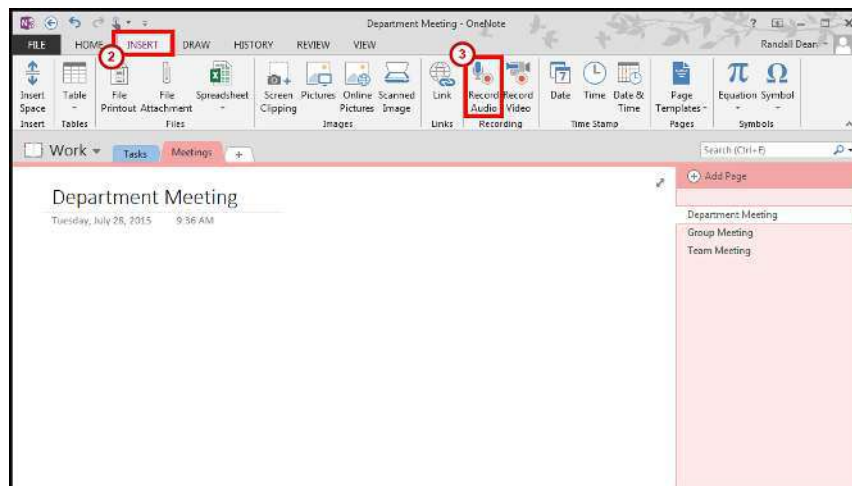 Department Meeting - OneNote
?
FILE HOME INSERT DRAW HISTORY REVIEW VIEW Randall Dean
2
3
Insert Table File File Spreadsheet Screen Pictures Online Scanned Link Record Record Date Time Date & Page Equation Symbol
Space Printout Attachment Clipping Pictures Image Audio Video Time Templates
Insert Tables Files Images Links Recording Time Stamp Pages Symbols
Work Tasks Meetings + Search (Ctrl+E)
+ Add Page
Department Meeting
Tuesday, July 28, 2015 9:36 AM
Department Meeting
Group Meeting
Team Meeting